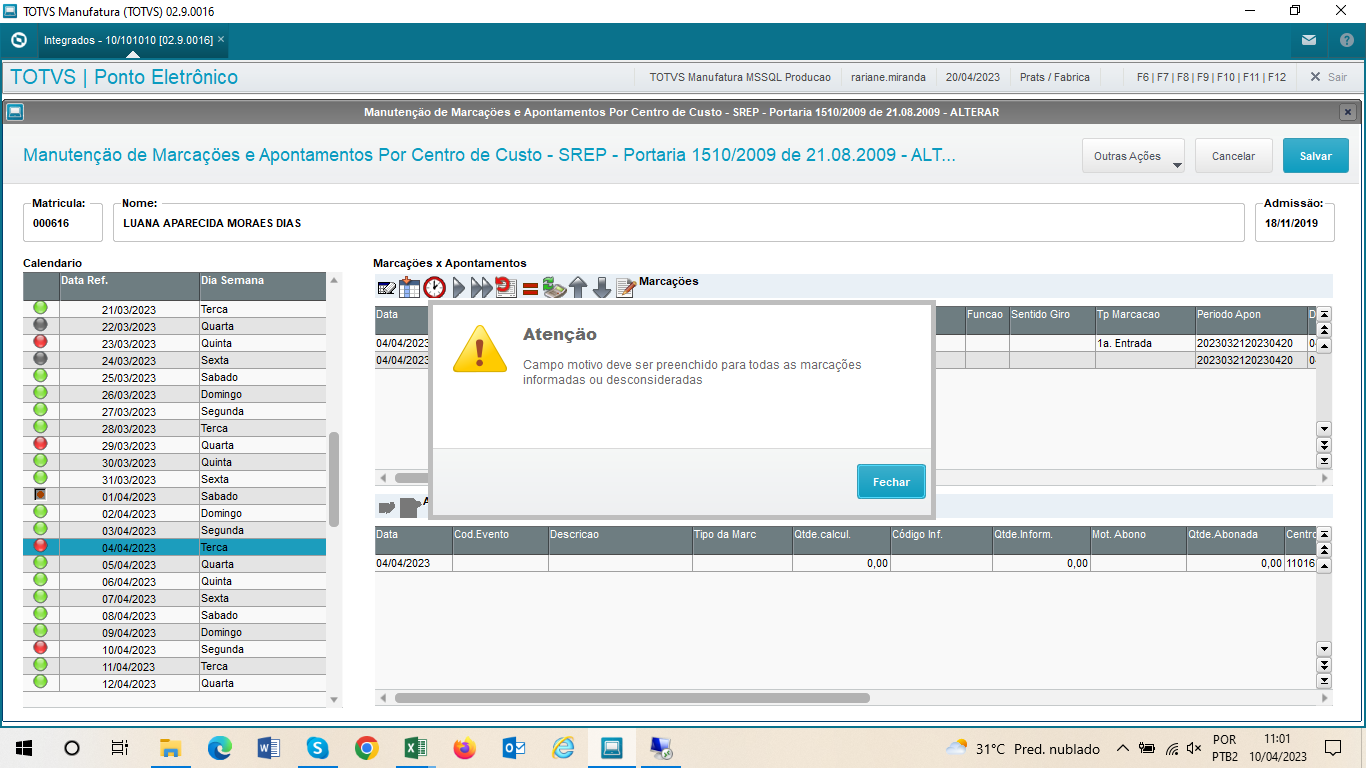 TOTVS Manufatura (TOTVS) 02.9.0016
Integrados - 10/101010 [02.9.0016] ×
TOTVS | Ponto Eletrônico
TOTVS Manufatura MSSQL Producao
rariane.miranda
20/04/2023
Prats / Fabrica
F6 | F7 | F8 | F9 | F10 | F11 | F12
Sair
Manutenção de Marcações e Apontamentos Por Centro de Custo - SREP - Portaria 1510/2009 de 21.08.2009 - ALTERAR
Manutenção de Marcações e Apontamentos Por Centro de Custo - SREP - Portaria 1510/2009 de 21.08.2009 - ALT...
Outras Ações
Cancelar
Salvar
Matricula:
000616
Nome:
LUANA APARECIDA MORAES DIAS
Admissão:
18/11/2019
Calendario
Data Ref. Dia Semana
21/03/2023 Terca
22/03/2023 Quarta
23/03/2023 Quinta
24/03/2023 Sexta
25/03/2023 Sabado
26/03/2023 Domingo
27/03/2023 Segunda
28/03/2023 Terca
29/03/2023 Quarta
30/03/2023 Quinta
31/03/2023 Sexta
01/04/2023 Sabado
02/04/2023 Domingo
03/04/2023 Segunda
04/04/2023 Terca
05/04/2023 Quarta
06/04/2023 Quinta
07/04/2023 Sexta
08/04/2023 Sabado
09/04/2023 Domingo
10/04/2023 Segunda
11/04/2023 Terca
12/04/2023 Quarta
Marcações x Apontamentos
Marcações
Data Funcao Sentido Giro Tp Marcacao Periodo Apon D
04/04/2023 1a. Entrada 2023032120230420 0
04/04/2023 2023032120230420 0
Atenção
Campo motivo deve ser preenchido para todas as marcações
informadas ou desconsideradas
Fechar
Data Cod.Evento Descricao Tipo da Marc Qtde.calcul. Código Inf. Qtde.Inform. Mot. Abono Qtde.Abonada Centro
04/04/2023 0,00 0,00 0,00 11016
31°C Pred. nublado
POR
PTB2
11:01
10/04/2023